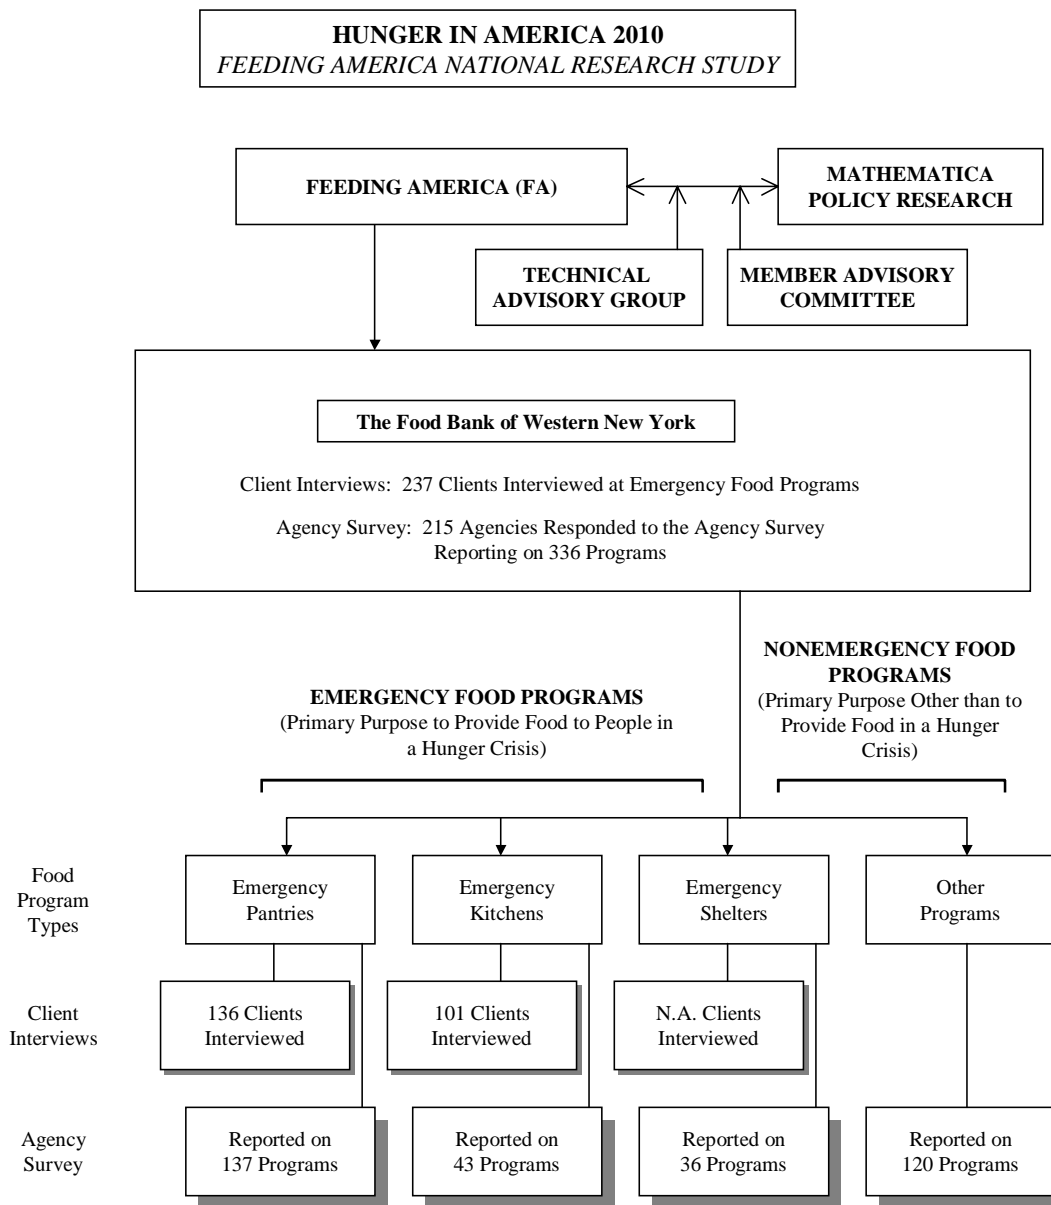 HUNGER IN AMERICA 2010
FEEDING AMERICA NATIONAL RESEARCH STUDY
FEEDING AMERICA (FA)
MATHEMATICA
POLICY RESEARCH
TECHNICAL
ADVISORY GROUP
MEMBER ADVISORY
COMMITTEE
The Food Bank of Western New York
Client Interviews:  237 Clients Interviewed at Emergency Food Programs
Agency Survey:  215 Agencies Responded to the Agency Survey
Reporting on 336 Programs
EMERGENCY FOOD PROGRAMS
(Primary Purpose to Provide Food to People in
a Hunger Crisis)
NONEMERGENCY FOOD
PROGRAMS
(Primary Purpose Other than to
Provide Food in a Hunger
Crisis)
Food
Program
Types
Emergency
Pantries
Emergency
Kitchens
Emergency
Shelters
Other
Programs
Client
Interviews
136 Clients
Interviewed
101 Clients
Interviewed
N.A. Clients
Interviewed
Agency
Survey
Reported on
137 Programs
Reported on
43 Programs
Reported on
36 Programs
Reported on
120 Programs